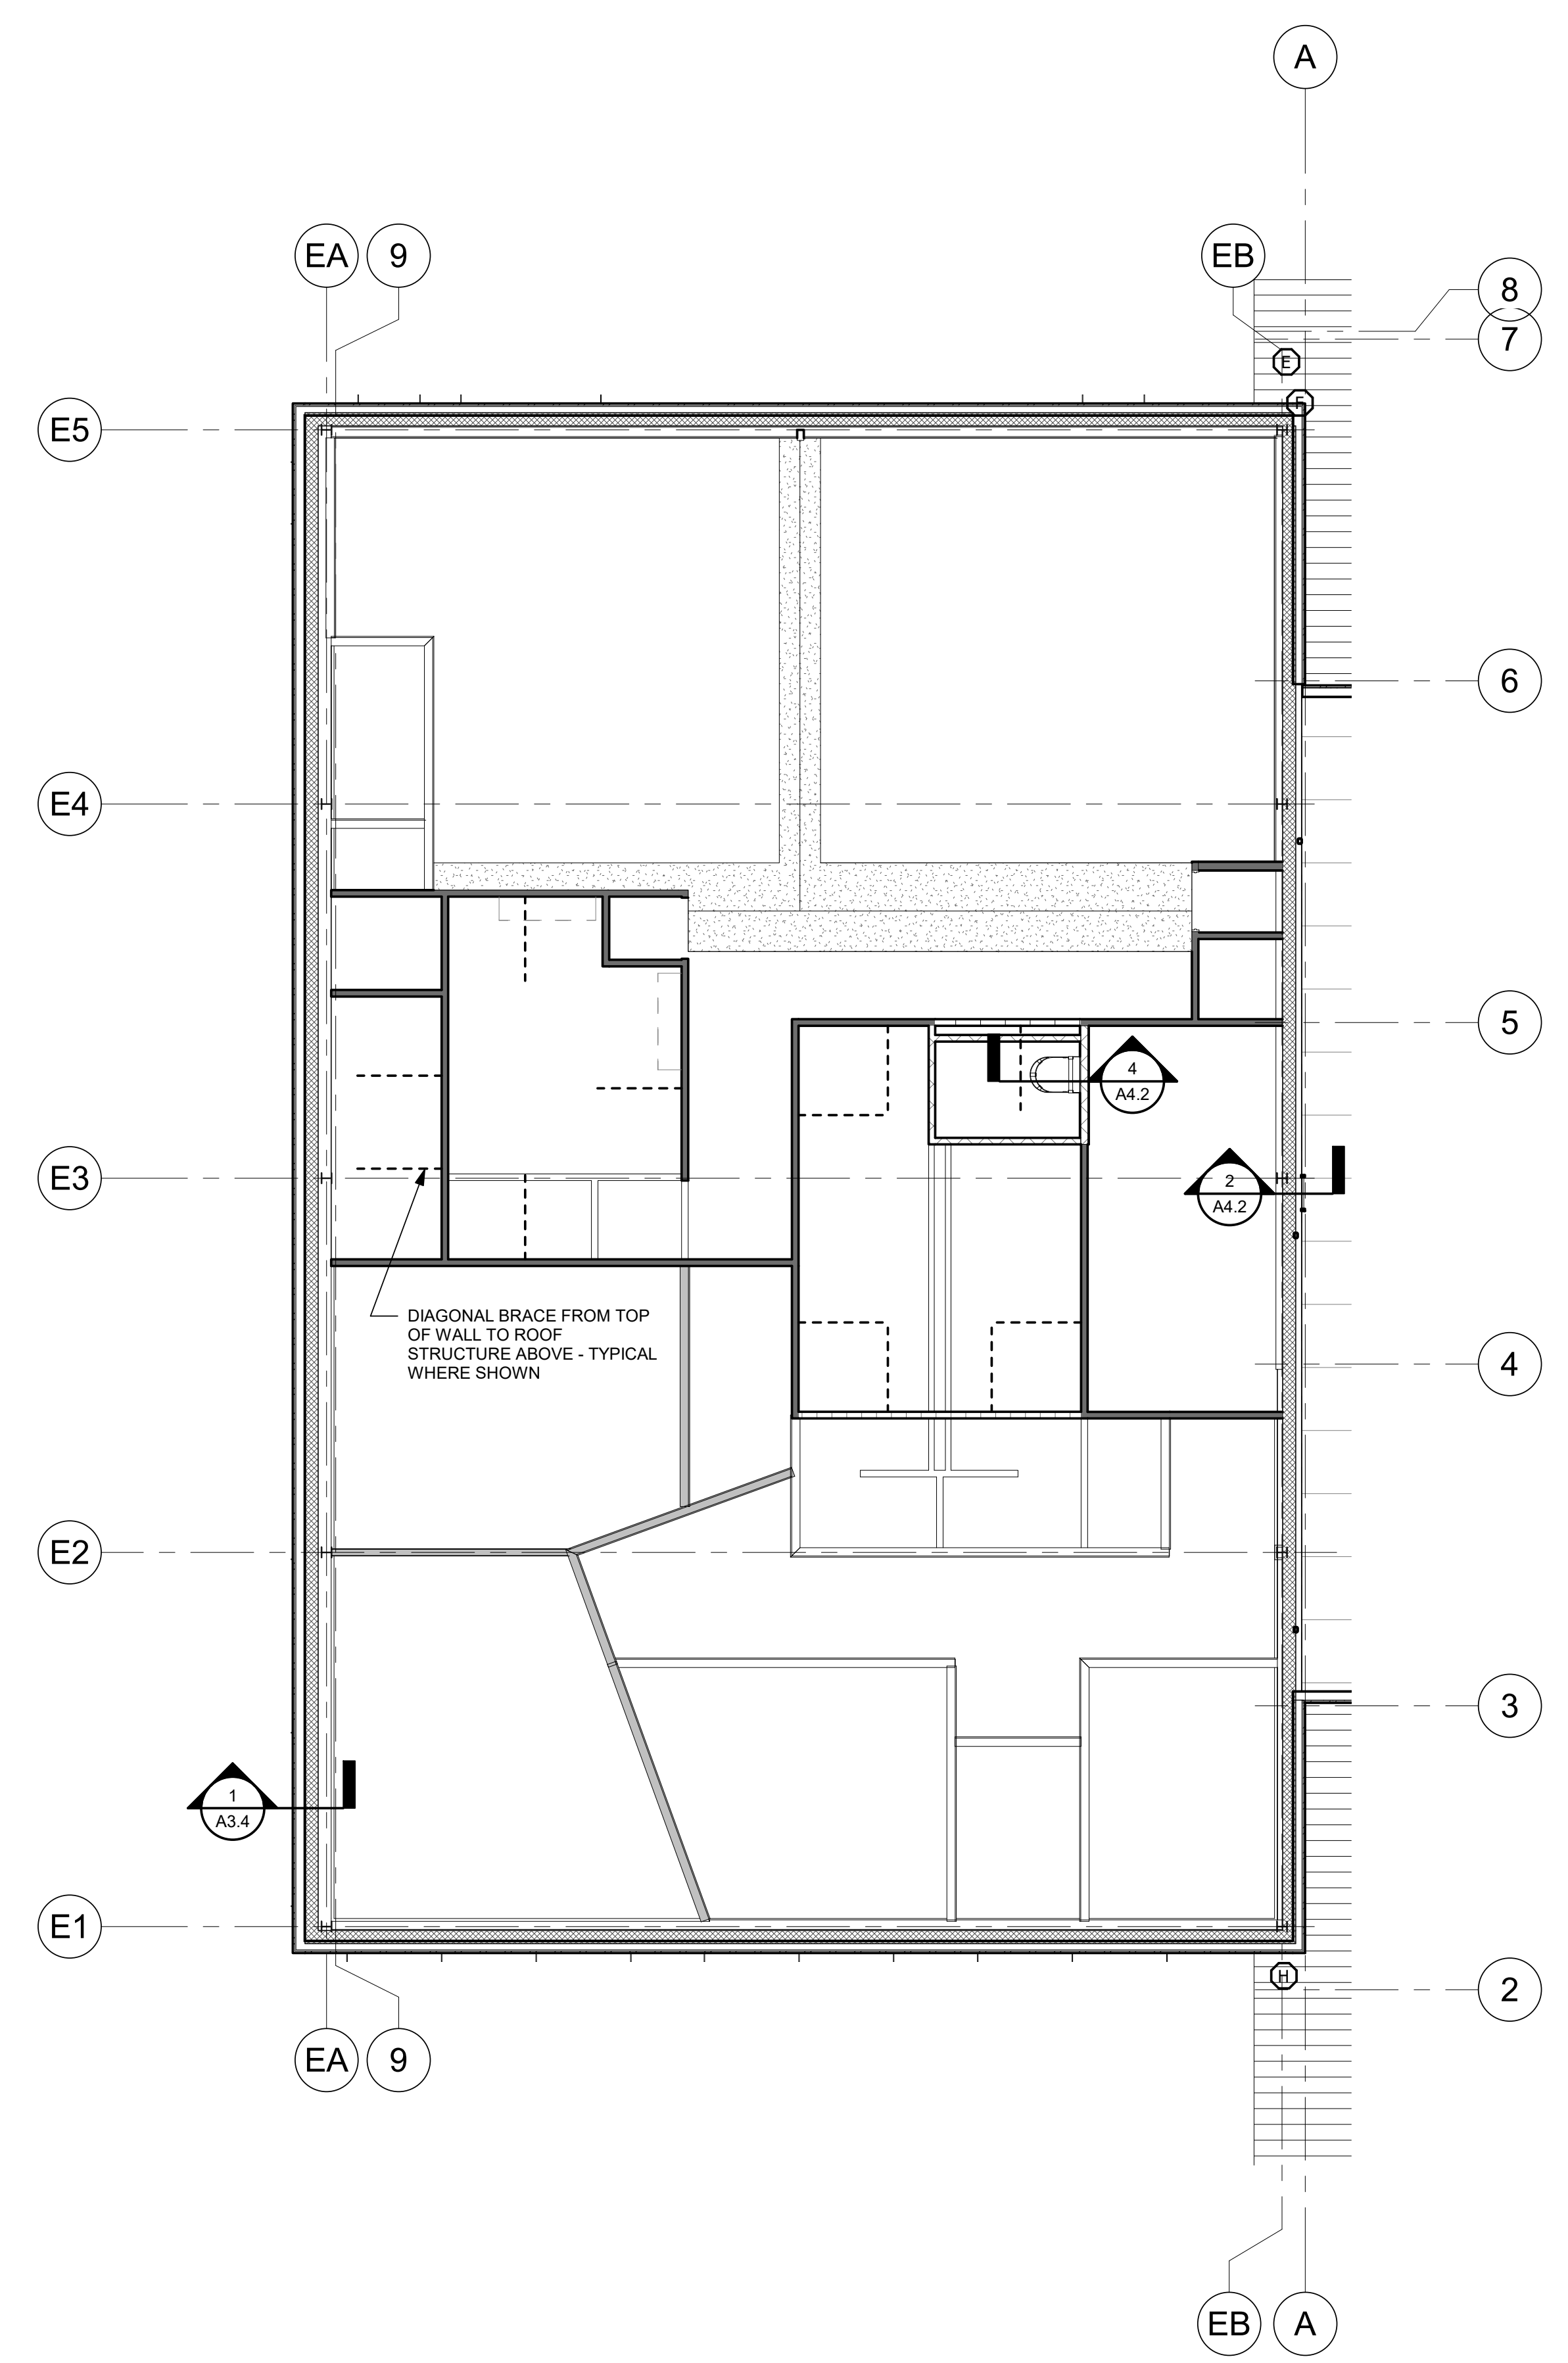 A
EA
9
EB
8
7
E
F
E5
6
E4
5
4
A4.2
E3
2
A4.2
DIAGONAL BRACE FROM TOP
OF WALL TO ROOF
STRUCTURE ABOVE - TYPICAL
WHERE SHOWN
4
E2
3
1
A3.4
E1
H
2
EA
9
EB
A